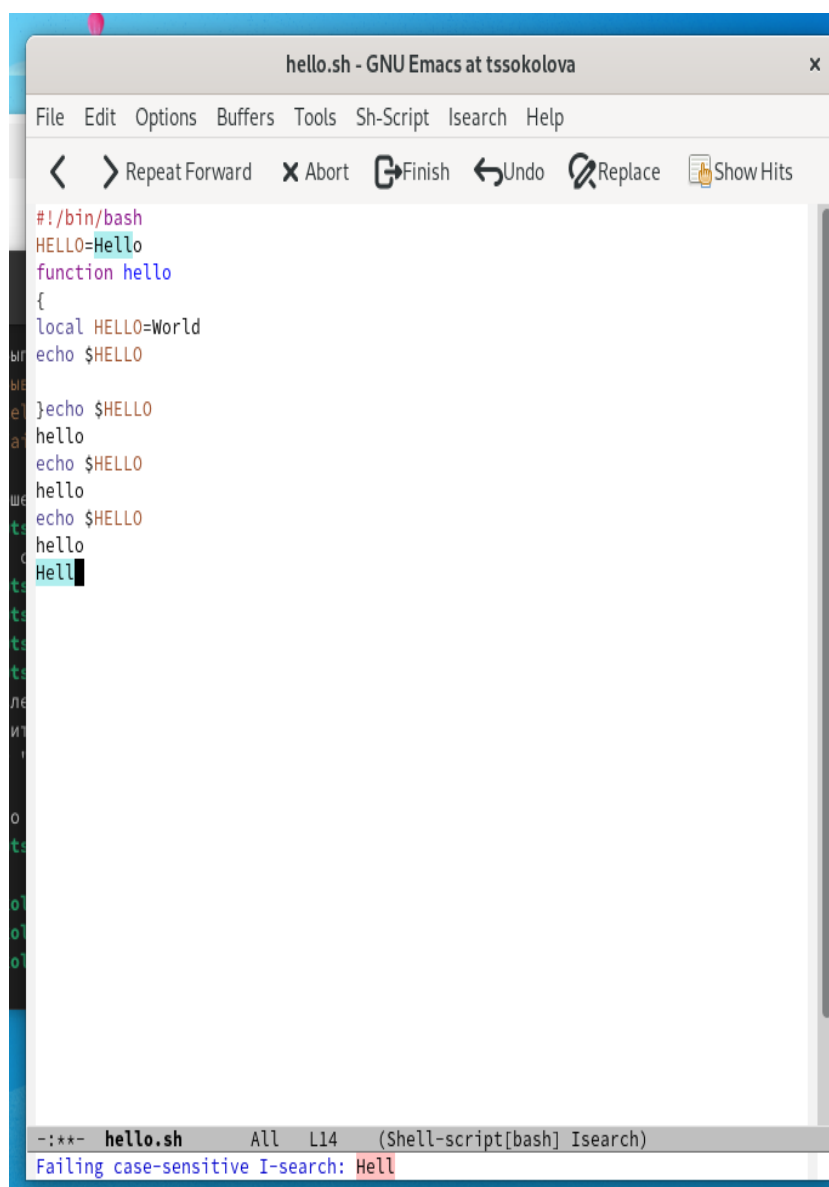 hello.sh - GNU Emacs at tssokolova ×
File Edit Options Buffers Tools Sh-Script Isearch Help
Repeat Forward Abort Finish Undo Replace Show Hits
#!/bin/bash
HELLO=Hello
function hello
{
local HELLO=World
echo $HELLO
}echo $HELLO
hello
echo $HELLO
hello
echo $HELLO
hello
Hell
-:**- hello.sh All L14 (Shell-script[bash] Isearch)
Failing case-sensitive I-search: Hell